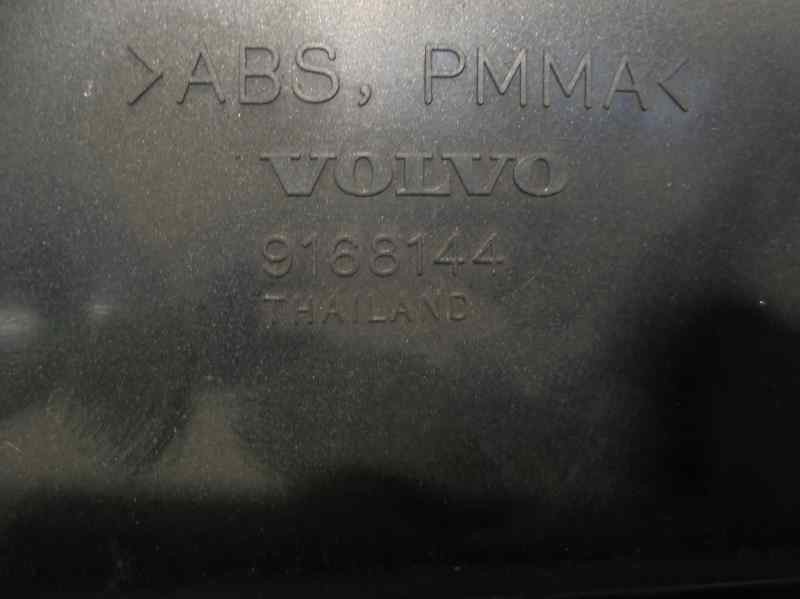 >ABS, PMMA<
VOLVO
9168144
THAILAND